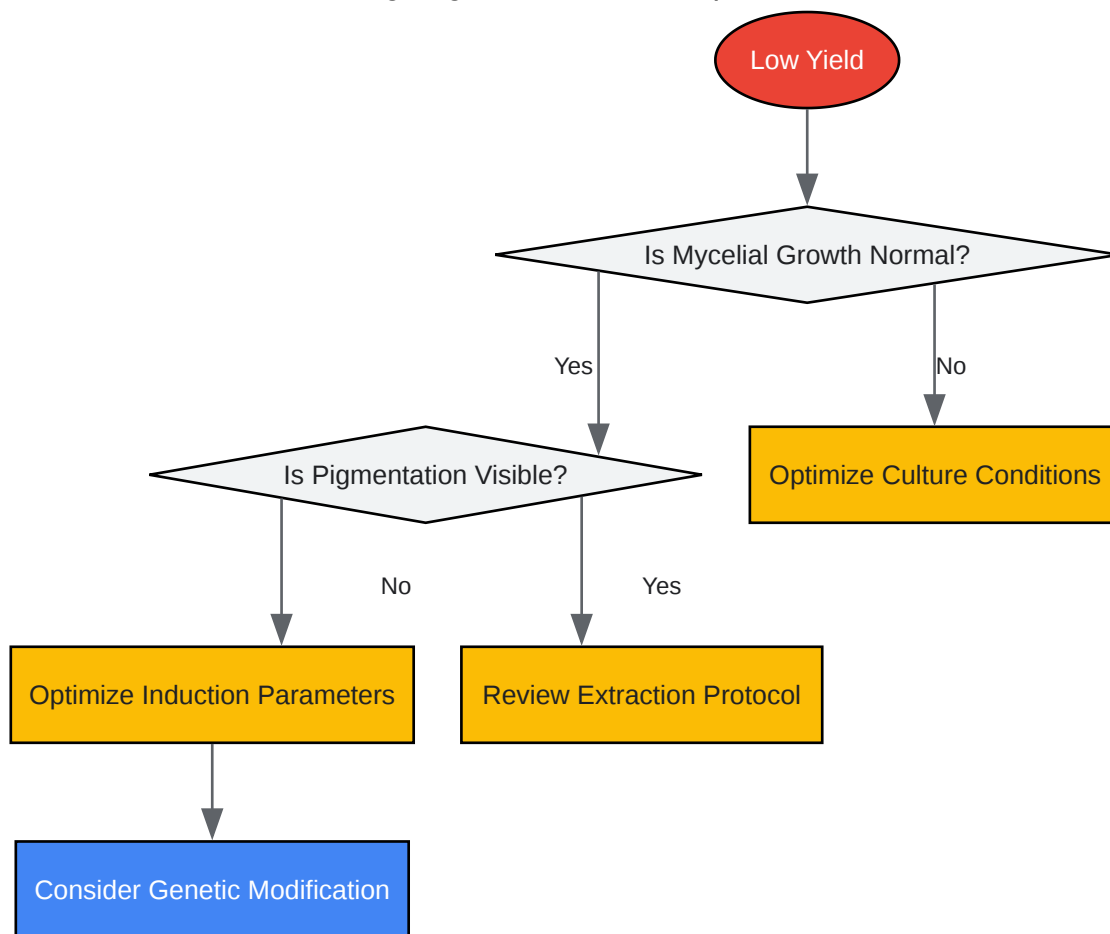 Low Yield
Is Mycelial Growth Normal?
Yes
No
Is Pigmentation Visible?
Optimize Culture Conditions
No
Yes
Optimize Induction Parameters
Review Extraction Protocol
Consider Genetic Modification